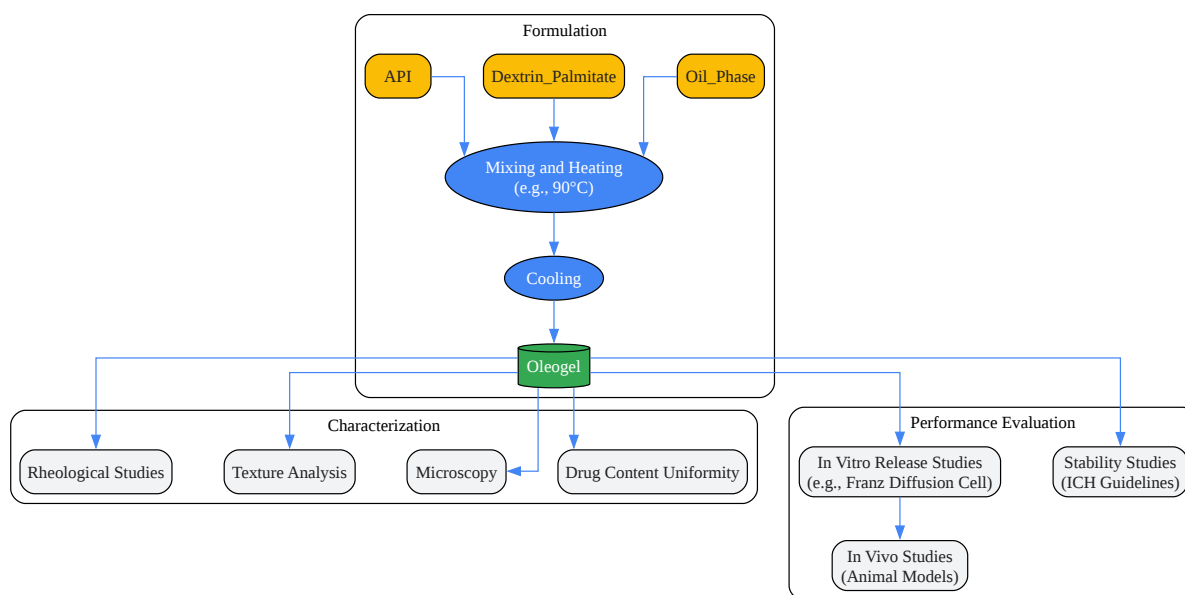 Formulation
API
Dextrin_Palmitate
Oil_Phase
Mixing and Heating
(e.g., 90°C)
Cooling
Oleogel
Characterization
Rheological Studies
Texture Analysis
Microscopy
Drug Content Uniformity
Performance Evaluation
In Vitro Release Studies
(e.g., Franz Diffusion Cell)
Stability Studies
(ICH Guidelines)
In Vivo Studies
(Animal Models)